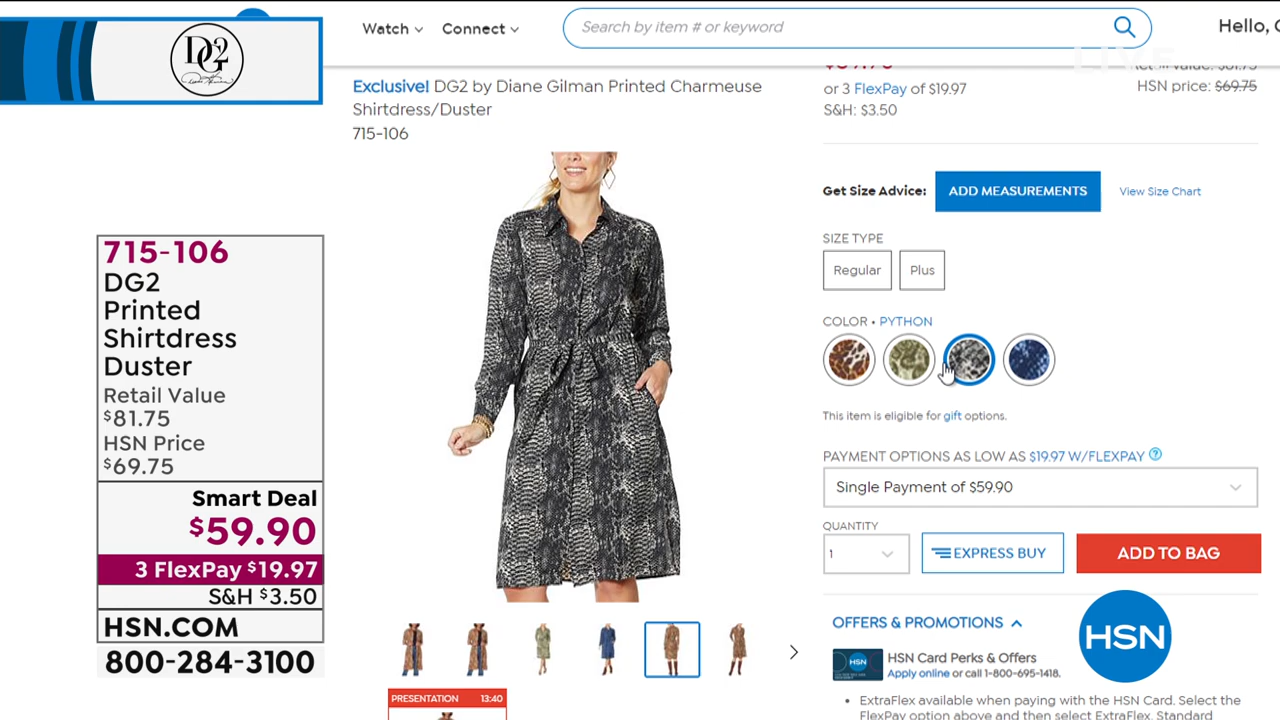 DG2
Watch
Connect
Search by item # or keyword
Hello,
LIVE
Exclusive! DG2 by Diane Gilman Printed Charmeuse
Shirtdress/Duster
715-106
or 3 FlexPay of $19.97
S&H: $3.50
HSN price: $69.75
Get Size Advice:
ADD MEASUREMENTS
View Size Chart
SIZE TYPE
Regular
Plus
COLOR • PYTHON
This item is eligible for gift options.
PAYMENT OPTIONS AS LOW AS $19.97 W/FLEXPAY ?
Single Payment of $59.90
QUANTITY
1
EXPRESS BUY
ADD TO BAG
OFFERS & PROMOTIONS
HSN
HSN
HSN Card Perks & Offers
Apply online or call 1-800-695-1418.
• ExtraFlex available when paying with the HSN Card. Select the
FlexPay option above and then select ExtraFlex. Standard
715-106
DG2
Printed
Shirtdress
Duster
Retail Value
$81.75
HSN Price
$69.75
Smart Deal
$59.90
3 FlexPay $19.97
S&H $3.50
HSN.COM
800-284-3100
PRESENTATION 13:40